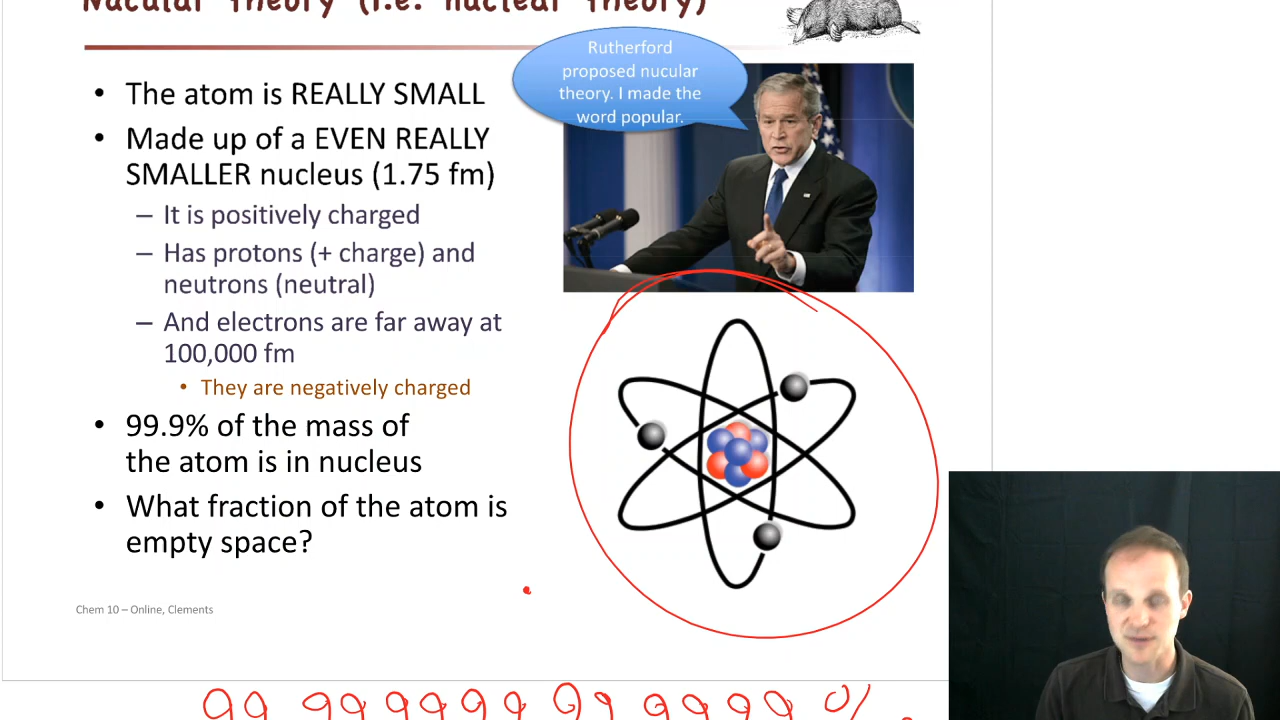 Nucular theory (i.e. nuclear theory)
Rutherford
proposed nucular
theory. I made the
word popular.
• The atom is REALLY SMALL
• Made up of a EVEN REALLY
SMALLER nucleus (1.75 fm)
– It is positively charged
– Has protons (+ charge) and
neutrons (neutral)
– And electrons are far away at
100,000 fm
• They are negatively charged
• 99.9% of the mass of
the atom is in nucleus
• What fraction of the atom is
empty space?
Chem 10 – Online, Clements
99 999999 99 9999 %